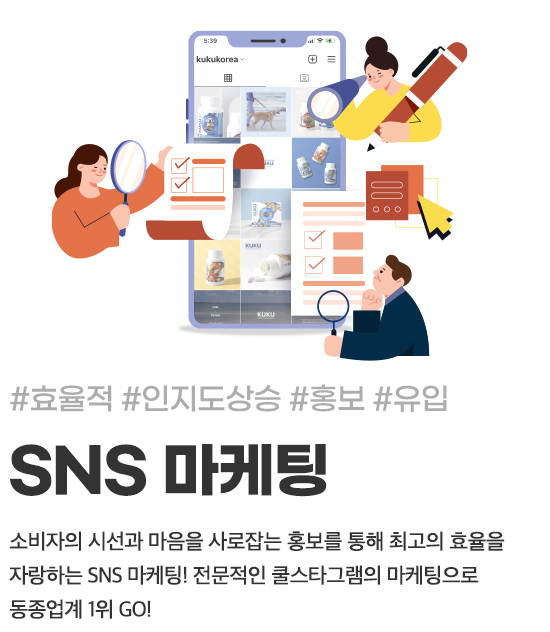 5:39
kukukorea
KUKU
KUKU
KUKU
#효율적 #인지도상승 #홍보 #유입
SNS 마케팅
소비자의 시선과 마음을 사로잡는 홍보를 통해 최고의 효율을
자랑하는 SNS 마케팅! 전문적인 쿨스타그램의 마케팅으로
동종업계 1위 GO!